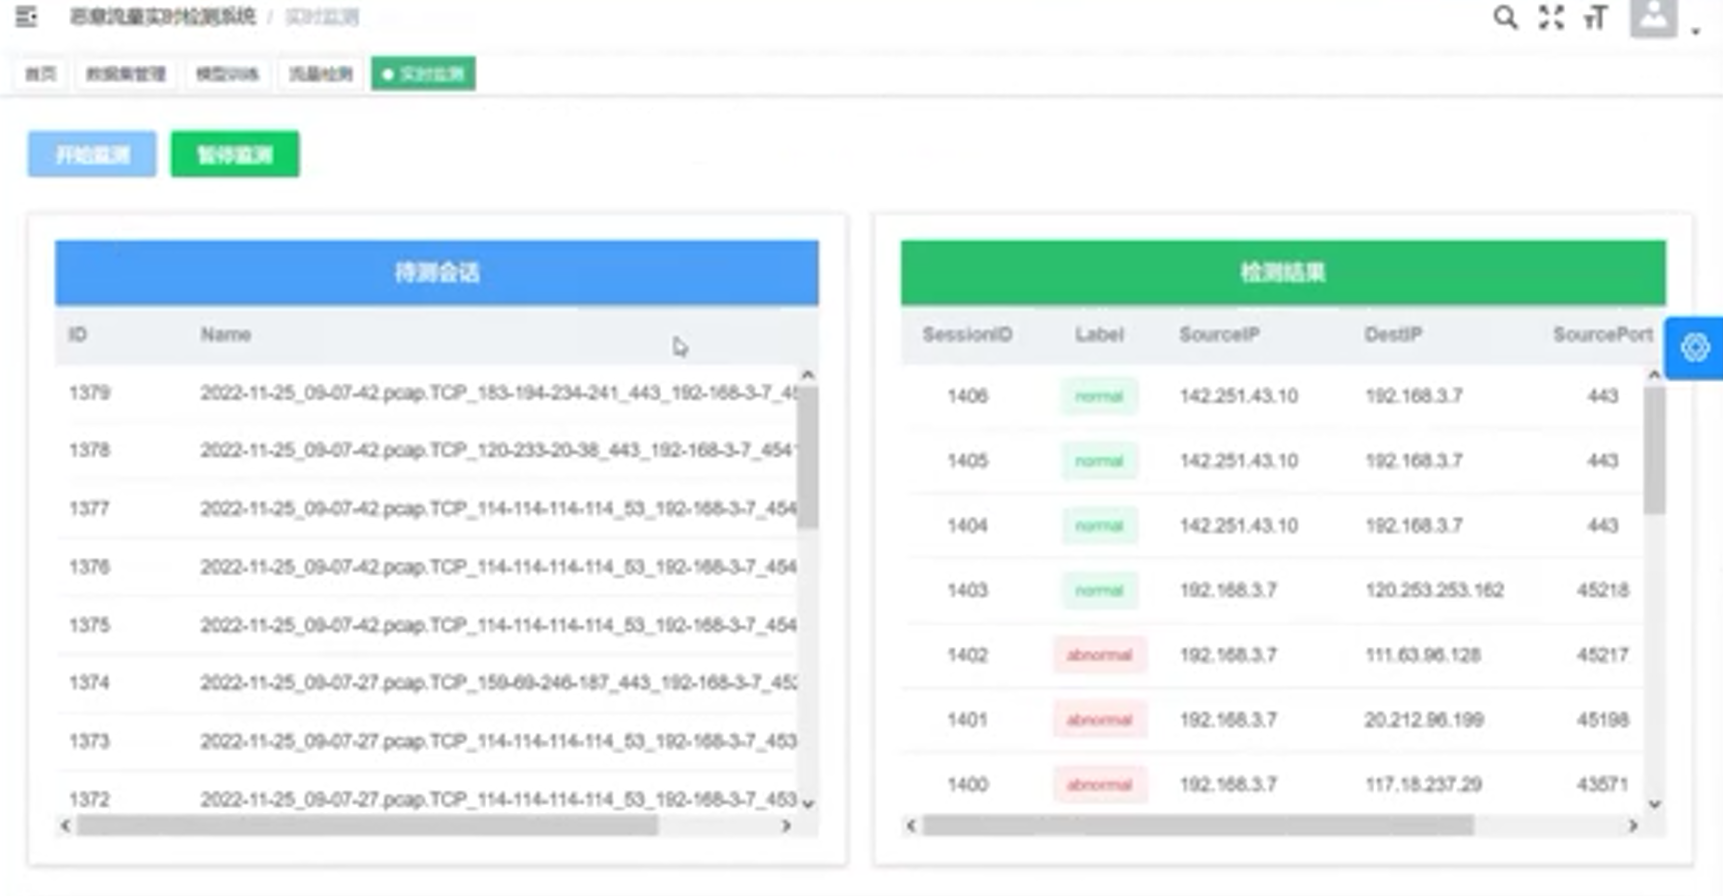 恶意流量实时检测系统 / 实时监测
首页 数据集管理 模型训练 流量检测 实时监测
开始监测 暂停监测
待测会话
ID Name
1379 2022-11-25_09-07-42.pcap.TCP_183-194-234-241_443_192-168-3-7_45
1378 2022-11-25_09-07-42.pcap.TCP_120-233-20-38_443_192-168-3-7_454
1377 2022-11-25_09-07-42.pcap.TCP_114-114-114-114_53_192-168-3-7_454
1376 2022-11-25_09-07-42.pcap.TCP_114-114-114-114_53_192-168-3-7_454
1375 2022-11-25_09-07-42.pcap.TCP_114-114-114-114_53_192-168-3-7_454
1374 2022-11-25_09-07-27.pcap.TCP_159-69-246-187_443_192-168-3-7_45
1373 2022-11-25_09-07-27.pcap.TCP_114-114-114-114_53_192-168-3-7_453
1372 2022-11-25_09-07-27.pcap.TCP_114-114-114-114_53_192-168-3-7_453
检测结果
SessionID Label SourceIP DestIP SourcePort
1406 normal 142.251.43.10 192.168.3.7 443
1405 normal 142.251.43.10 192.168.3.7 443
1404 normal 142.251.43.10 192.168.3.7 443
1403 normal 192.168.3.7 120.253.253.162 45218
1402 abnormal 192.168.3.7 111.63.96.128 45217
1401 abnormal 192.168.3.7 20.212.96.199 45198
1400 abnormal 192.168.3.7 117.18.237.29 43571